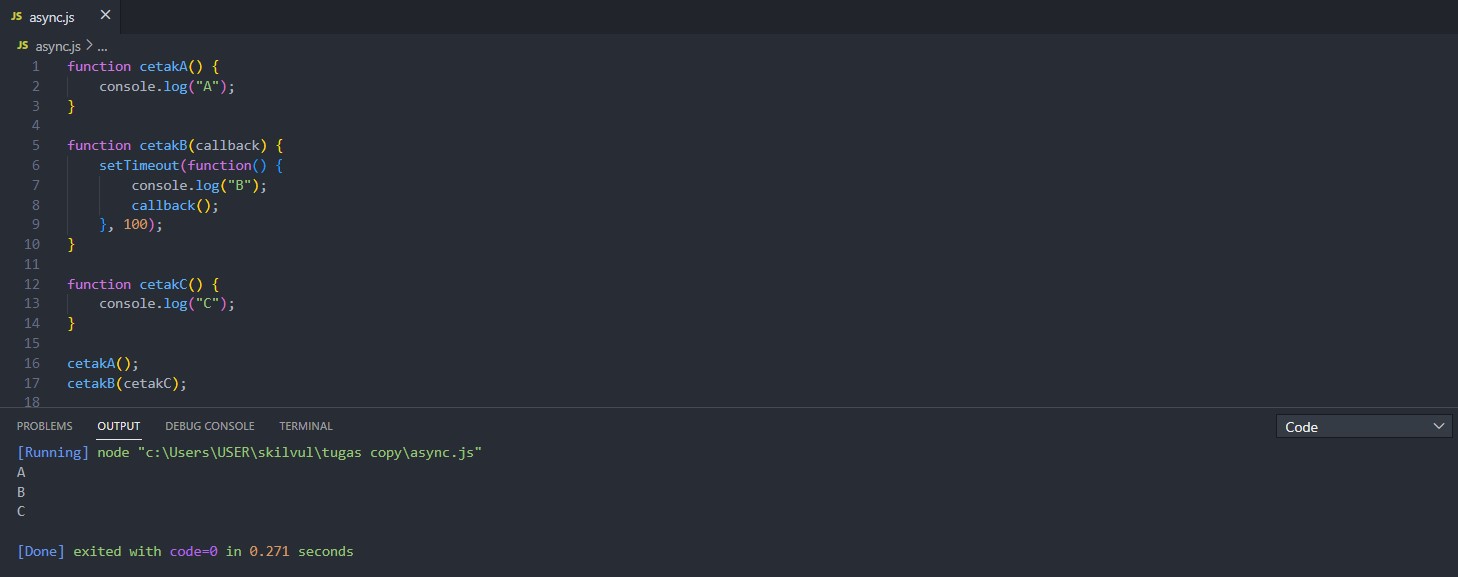 JS async.js ×
JS async.js > ...
1 function cetakA() {
2     console.log("A");
3 }
4
5 function cetakB(callback) {
6     setTimeout(function() {
7         console.log("B");
8         callback();
9     }, 100);
10 }
11
12 function cetakC() {
13     console.log("C");
14 }
15
16 cetakA();
17 cetakB(cetakC);
18
PROBLEMS OUTPUT DEBUG CONSOLE TERMINAL Code
[Running] node "c:\Users\USER\skilvul\tugas copy\async.js"
A
B
C
[Done] exited with code=0 in 0.271 seconds